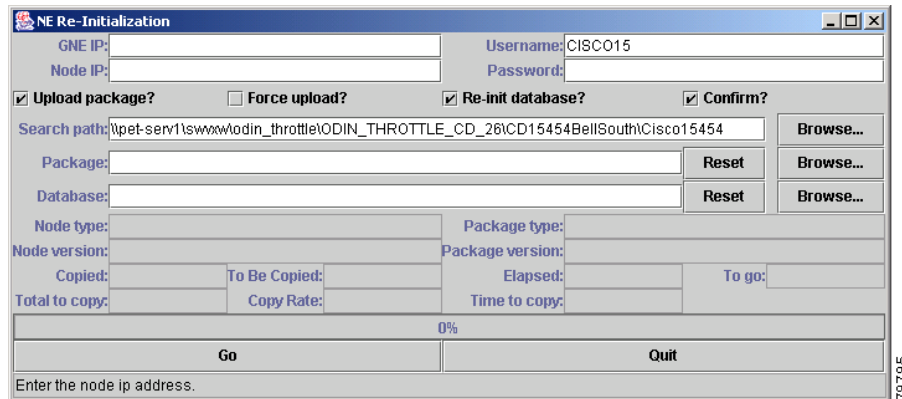 NE Re-Initialization
GNE IP: Username: CISCO15
Node IP: Password:
Upload package? Force upload? Re-init database? Confirm?
Search path: \\pet-serv1\swvxw\odin_throttle\ODIN_THROTTLE_CD_26\CD15454BellSouth\Cisco15454 Browse...
Package: Reset Browse...
Database: Reset Browse...
Node type: Package type:
Node version: Package version:
Copied: To Be Copied: Elapsed: To go:
Total to copy: Copy Rate: Time to copy:
0%
Go Quit
Enter the node ip address.
79795